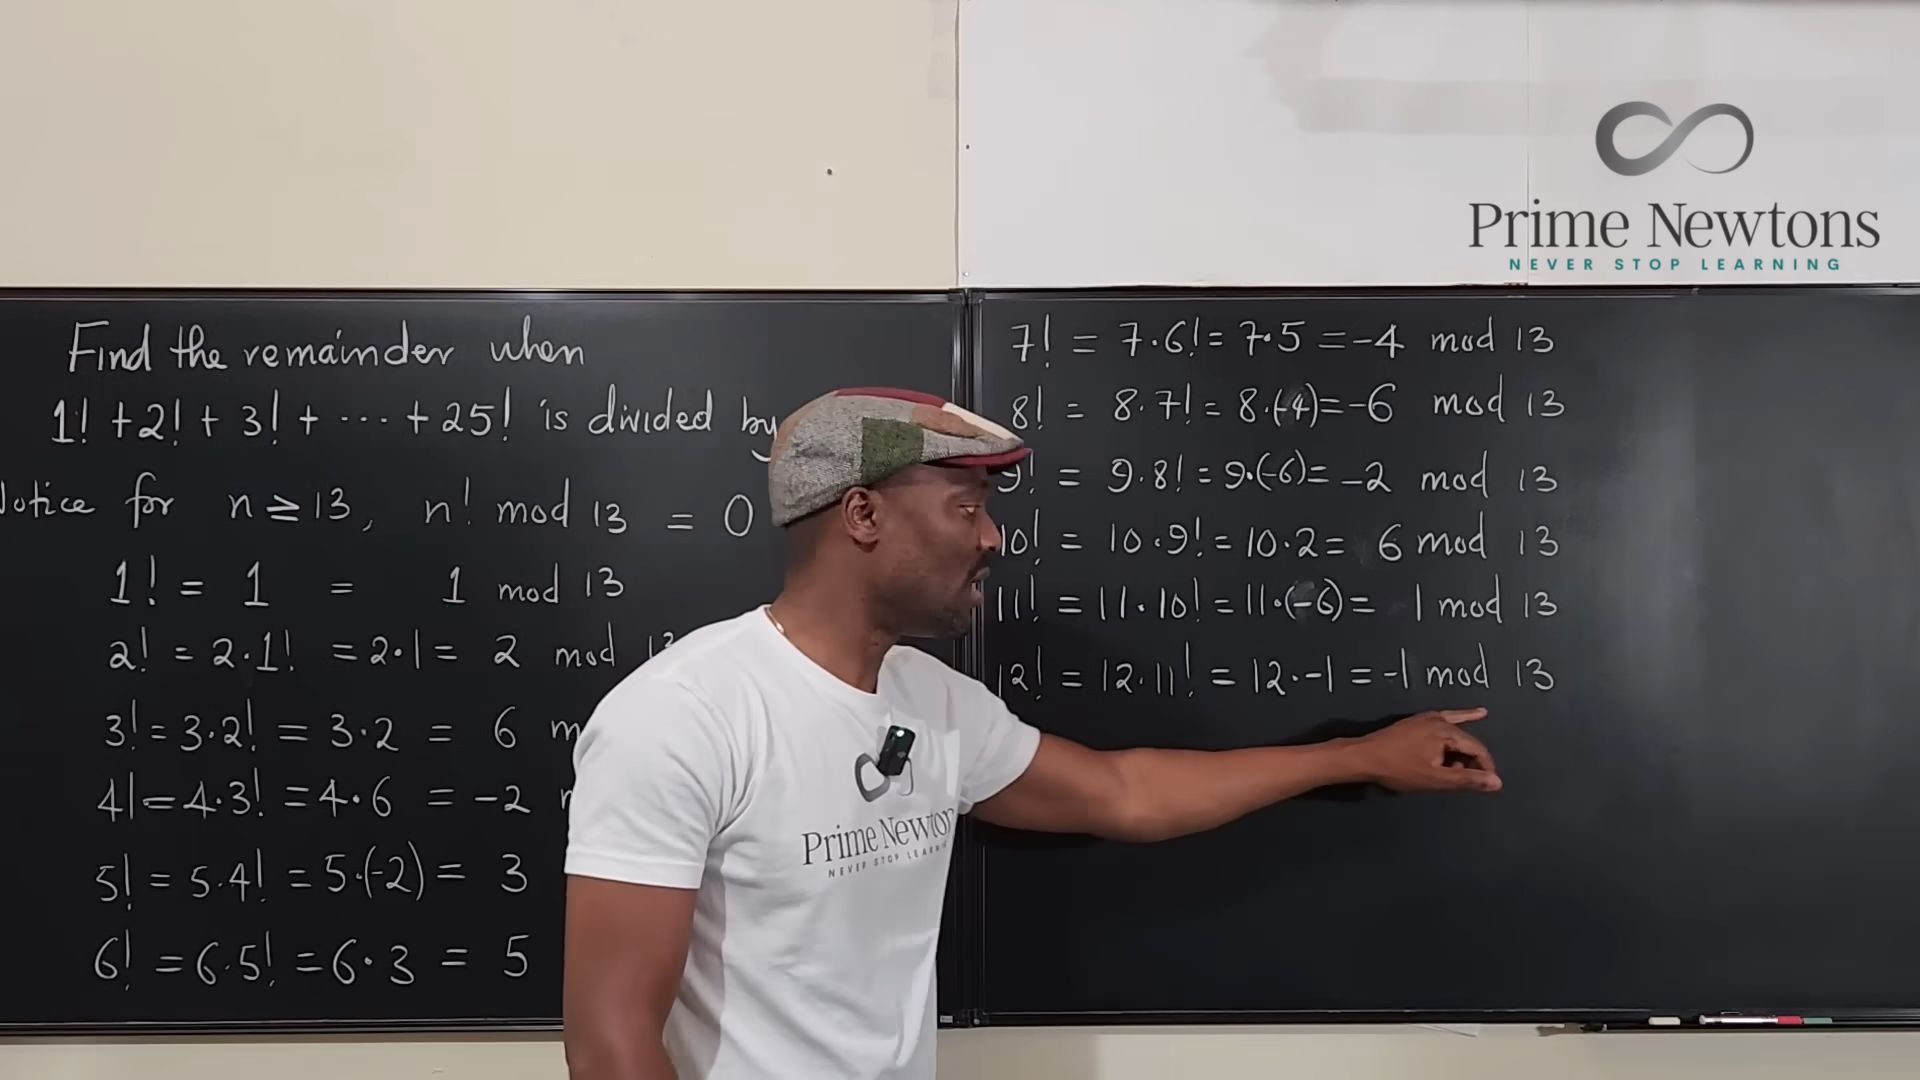 Prime Newtons
NEVER STOP LEARNING
Find the remainder when
1! + 2! + 3! + ··· + 25! is divided by
for n ≥ 13, n! mod 13 = 0
1! = 1 = 1 mod 13
2! = 2·1! = 2·1 = 2 mod
3! = 3·2! = 3·2 = 6
4! = 4·3! = 4·6 = -2
5! = 5·4! = 5·(-2) = 3
6! = 6·5! = 6·3 = 5
7! = 7·6! = 7·5 = -4 mod 13
8! = 8·7! = 8·(-4) = -6 mod 13
9! = 9·8! = 9·(-6) = -2 mod 13
10! = 10·9! = 10·2 = 6 mod 13
11! = 11·10! = 11·(-6) = 1 mod 13
12! = 12·11! = 12·-1 = -1 mod 13
Prime Newton
NEVER STOP LEARN